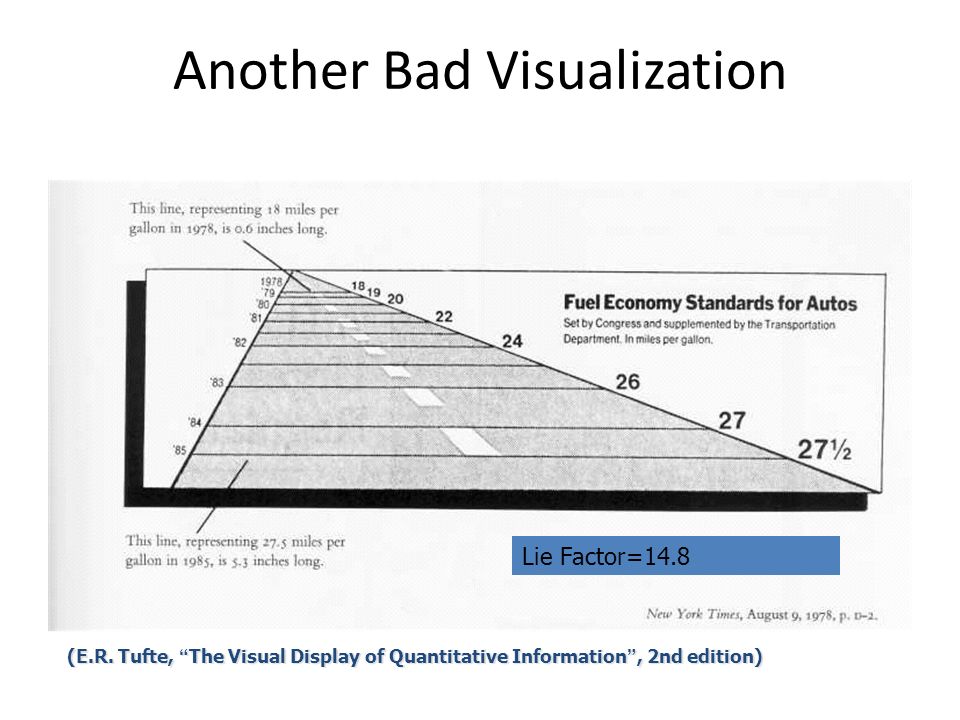 Another Bad Visualization
This line, representing 18 miles per
gallon in 1978, is 0.6 inches long.
1978
'79
'80
'81
'82
'83
'84
'85
18
19
20
22
24
26
27
27½
Fuel Economy Standards for Autos
Set by Congress and supplemented by the Transportation
Department. In miles per gallon.
This line, representing 27.5 miles per
gallon in 1985, is 5.3 inches long.
Lie Factor=14.8
New York Times, August 9, 1978, p. D-2.
(E.R. Tufte, “The Visual Display of Quantitative Information”, 2nd edition)